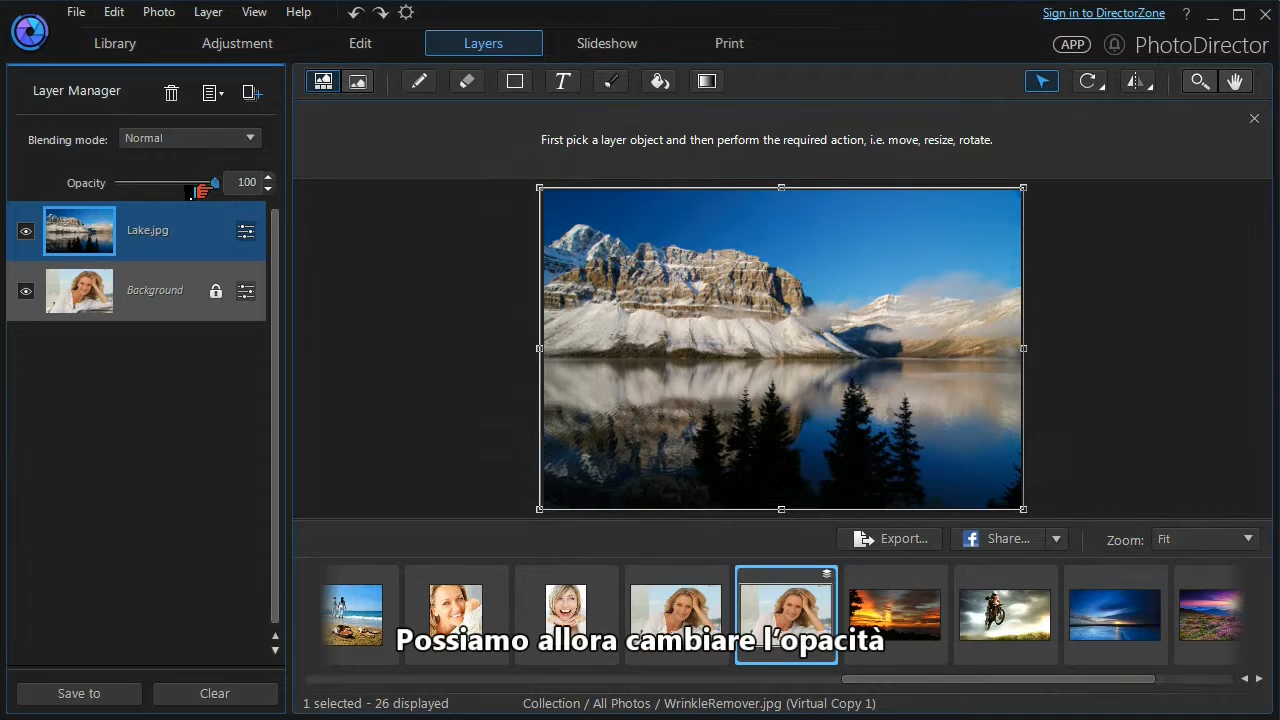 File Edit Photo Layer View Help
Sign in to DirectorZone ?
Library Adjustment Edit Layers Slideshow Print
APP PhotoDirector
Layer Manager
T
Blending mode: Normal
First pick a layer object and then perform the required action, i.e. move, resize, rotate.
Opacity 100
Lake.jpg
Background
Export... Share... Zoom: Fit
Possiamo allora cambiare l’opacità
Save to Clear
1 selected - 26 displayed Collection / All Photos / WrinkleRemover.jpg (Virtual Copy 1)